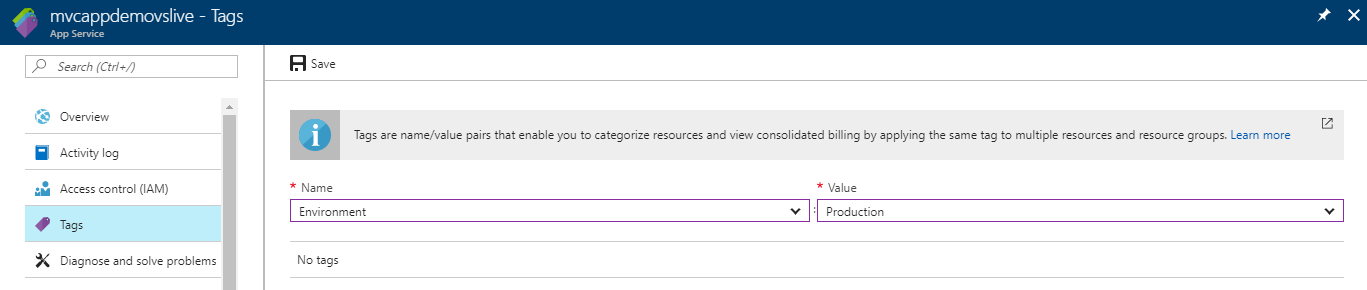 mvcappdemovslive - Tags
App Service
Search (Ctrl+/)
Overview
Activity log
Access control (IAM)
Tags
Diagnose and solve problems
Save
Tags are name/value pairs that enable you to categorize resources and view consolidated billing by applying the same tag to multiple resources and resource groups. Learn more
* Name
* Value
Environment : Production
No tags